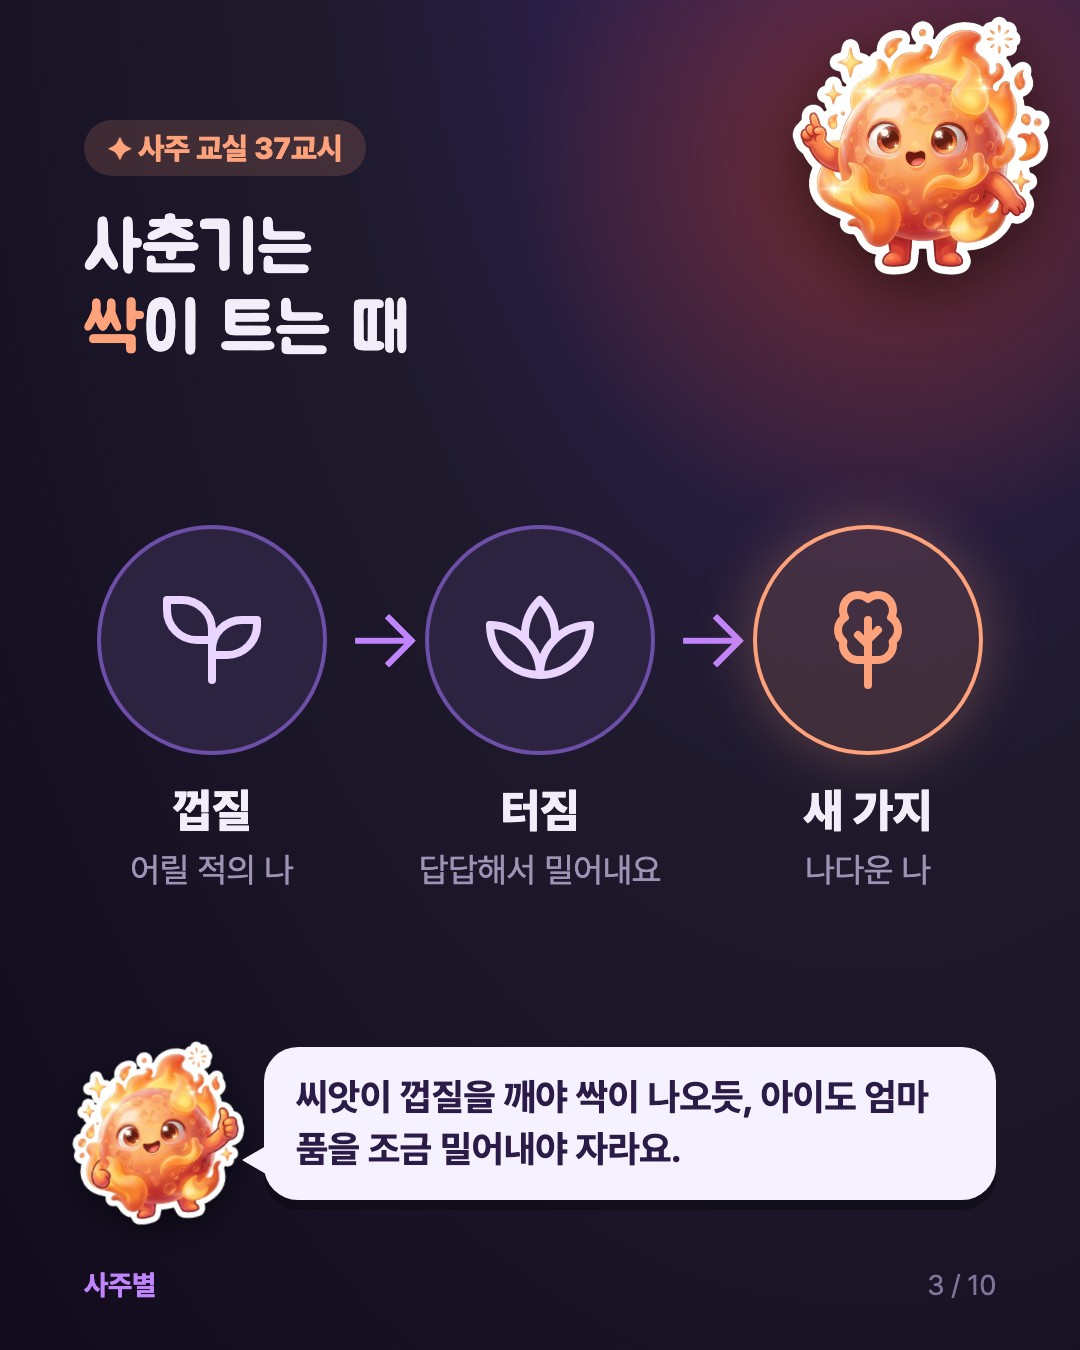 ✦ 사주 교실 37교시
사춘기는
싹이 트는 때
껍질
어릴 적의 나
터짐
답답해서 밀어내요
새 가지
나다운 나
씨앗이 껍질을 깨야 싹이 나오듯, 아이도 엄마
품을 조금 밀어내야 자라요.
사주별
3 / 10